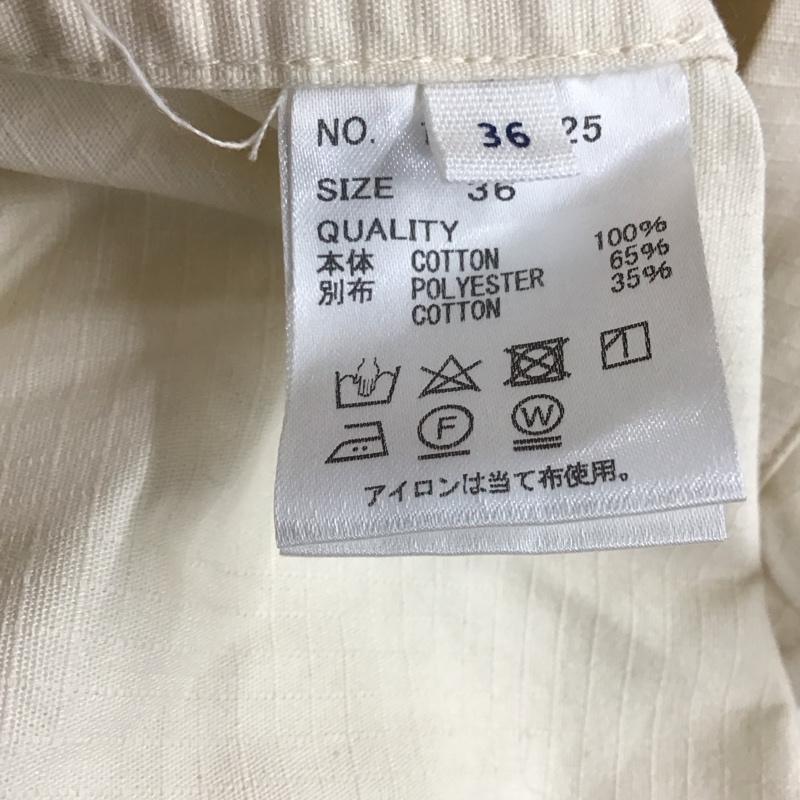 NO. 25
36
SIZE 36
QUALITY
本体 COTTON 100%
別布 POLYESTER 65%
COTTON 35%
F W
アイロンは当て布使用。